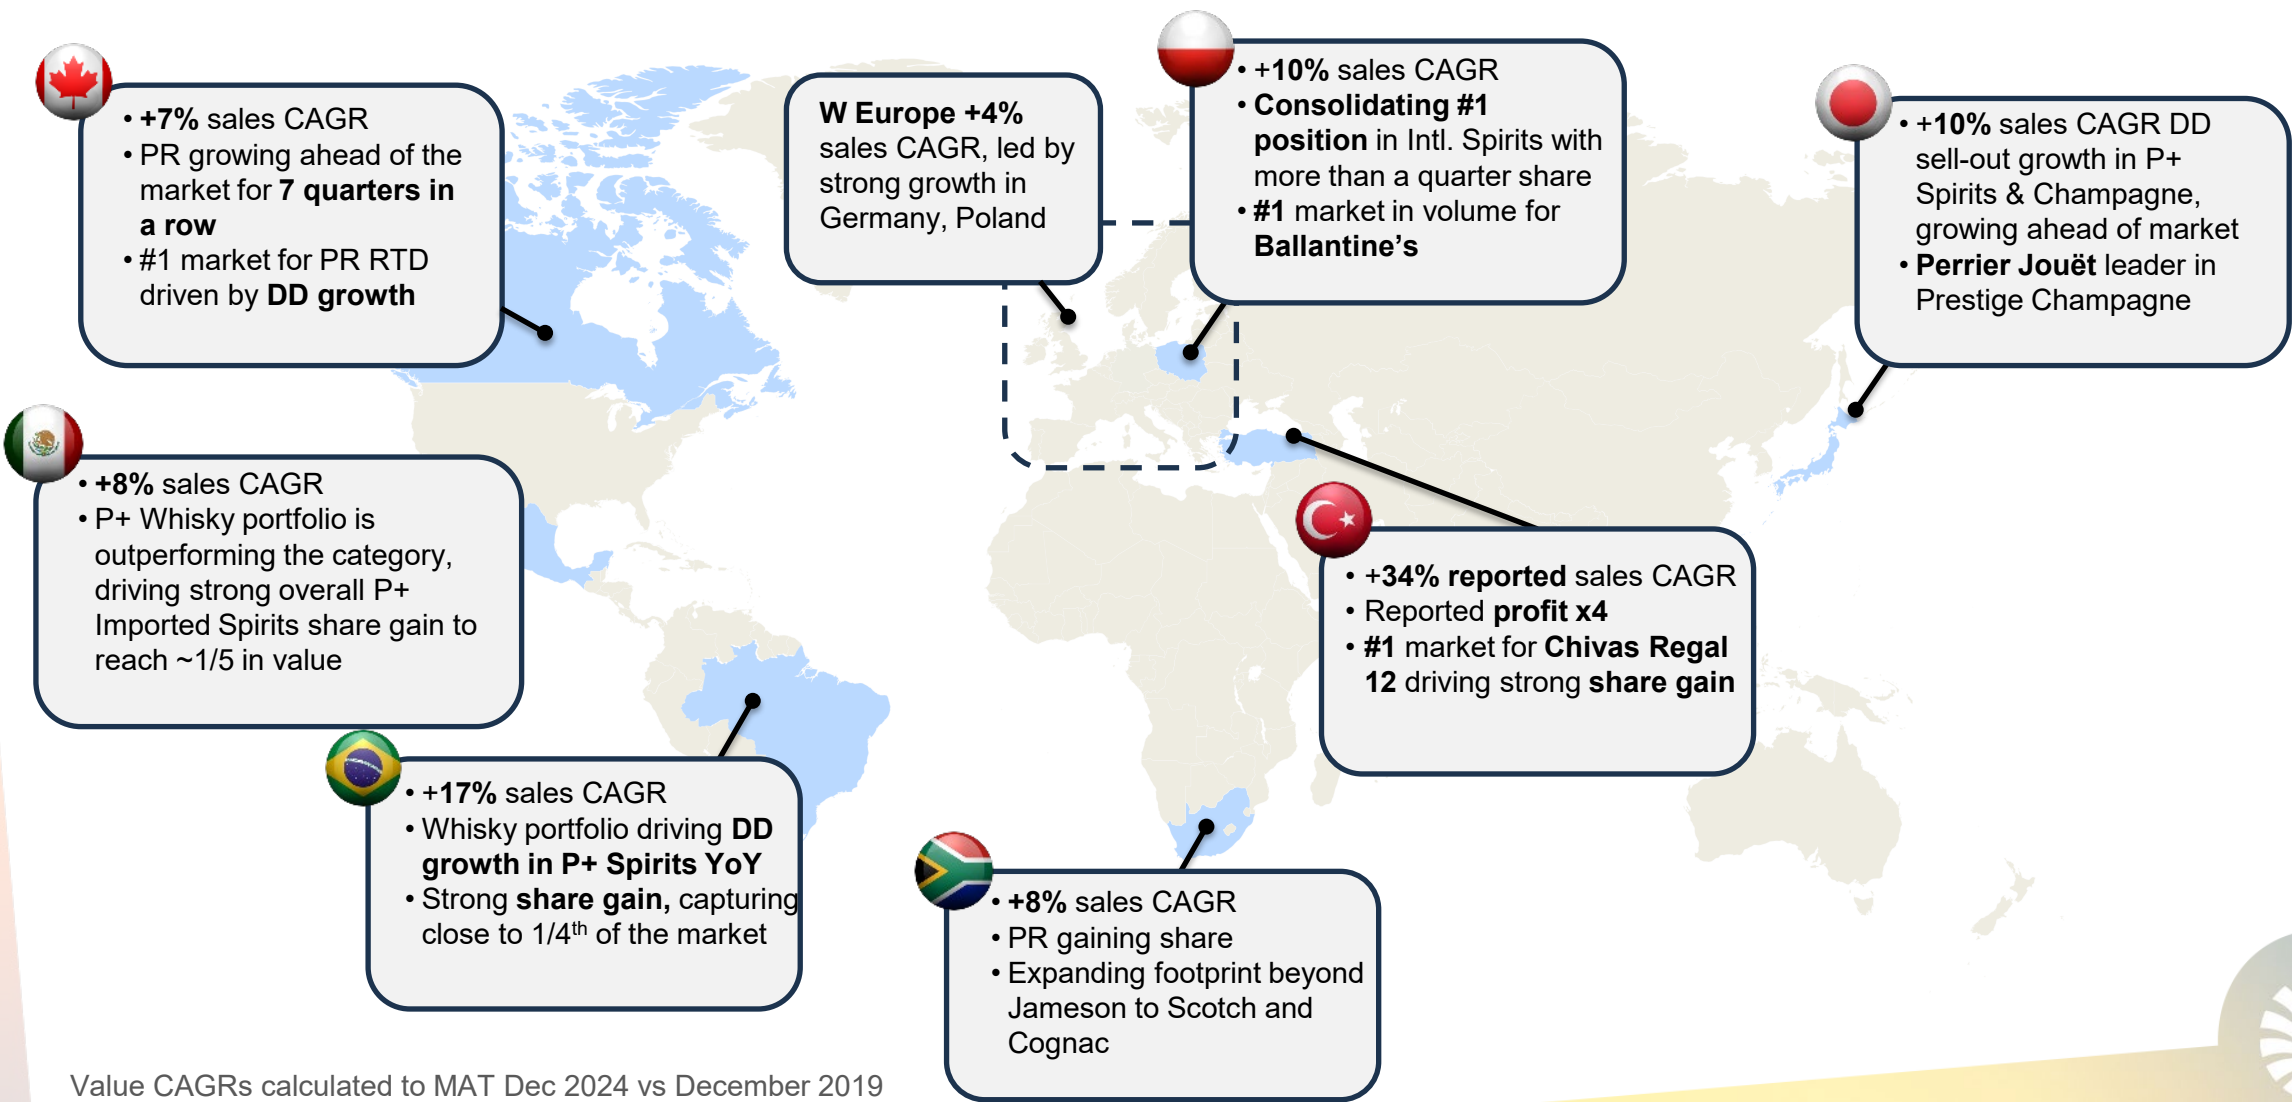 • +7% sales CAGR
• PR growing ahead of the
market for 7 quarters in
a row
• #1 market for PR RTD
driven by DD growth
W Europe +4%
sales CAGR, led by
strong growth in
Germany, Poland
• +10% sales CAGR
• Consolidating #1
position in Intl. Spirits with
more than a quarter share
• #1 market in volume for
Ballantine’s
• +10% sales CAGR DD
sell-out growth in P+
Spirits & Champagne,
growing ahead of market
• Perrier Jouët leader in
Prestige Champagne
• +8% sales CAGR
• P+ Whisky portfolio is
outperforming the category,
driving strong overall P+
Imported Spirits share gain to
reach ~1/5 in value
• +34% reported sales CAGR
• Reported profit x4
• #1 market for Chivas Regal
12 driving strong share gain
• +17% sales CAGR
• Whisky portfolio driving DD
growth in P+ Spirits YoY
• Strong share gain, capturing
close to 1/4th of the market
• +8% sales CAGR
• PR gaining share
• Expanding footprint beyond
Jameson to Scotch and
Cognac
Value CAGRs calculated to MAT Dec 2024 vs December 2019